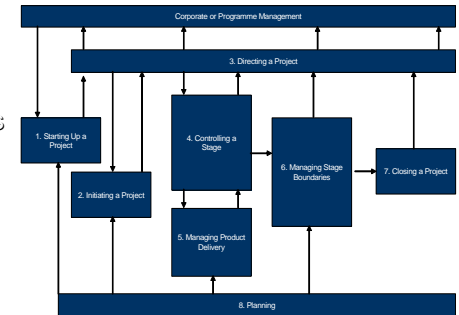 Corporate or Programme Management
3. Directing a Project
1. Starting Up a
Project
4. Controlling a
Stage
2. Initiating a Project
6. Managing Stage
Boundaries
7. Closing a Project
5. Managing Product
Delivery
8. Planning